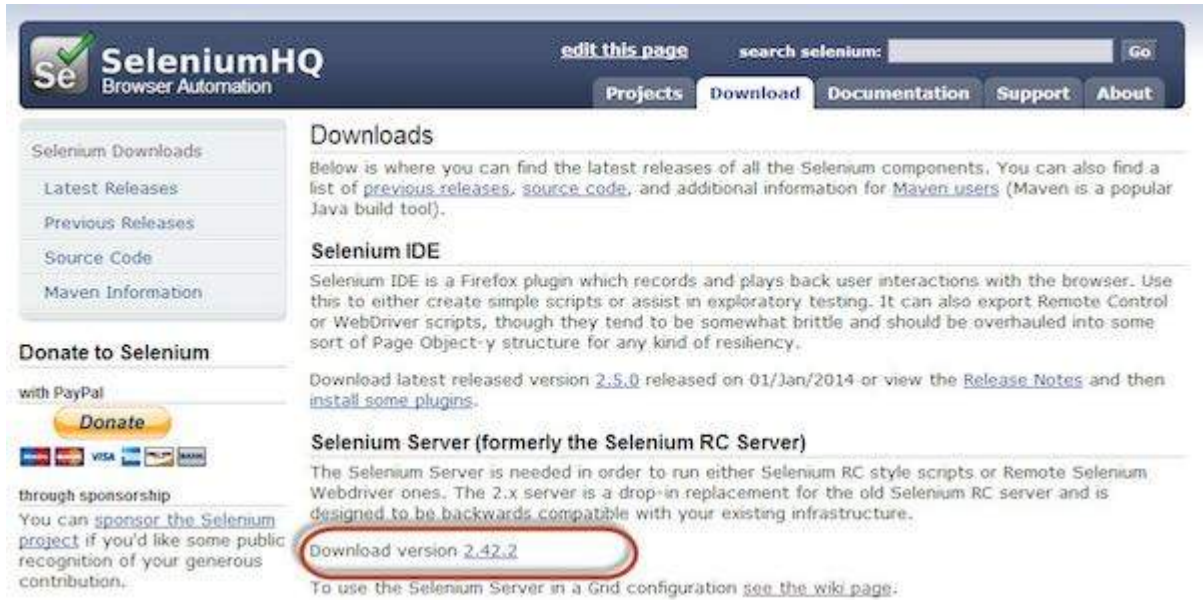 Se
SeleniumHQ
Browser Automation
edit this page
search selenium:
Go
Projects
Download
Documentation
Support
About
Selenium Downloads
Latest Releases
Previous Releases
Source Code
Maven Information
Donate to Selenium
with PayPal
Donate
VISA
through sponsorship
You can sponsor the Selenium
project if you'd like some public
recognition of your generous
contribution.
Downloads
Below is where you can find the latest releases of all the Selenium components. You can also find a
list of previous releases, source code, and additional information for Maven users (Maven is a popular
Java build tool).
Selenium IDE
Selenium IDE is a Firefox plugin which records and plays back user interactions with the browser. Use
this to either create simple scripts or assist in exploratory testing. It can also export Remote Control
or WebDriver scripts, though they tend to be somewhat brittle and should be overhauled into some
sort of Page Object-y structure for any kind of resiliency.
Download latest released version 2.5.0 released on 01/Jan/2014 or view the Release Notes and then
install some plugins.
Selenium Server (formerly the Selenium RC Server)
The Selenium Server is needed in order to run either Selenium RC style scripts or Remote Selenium
Webdriver ones. The 2.x server is a drop-in replacement for the old Selenium RC server and is
designed to be backwards compatible with your existing infrastructure.
Download version 2.42.2
To use the Selenium Server in a Grid configuration see the wiki page.